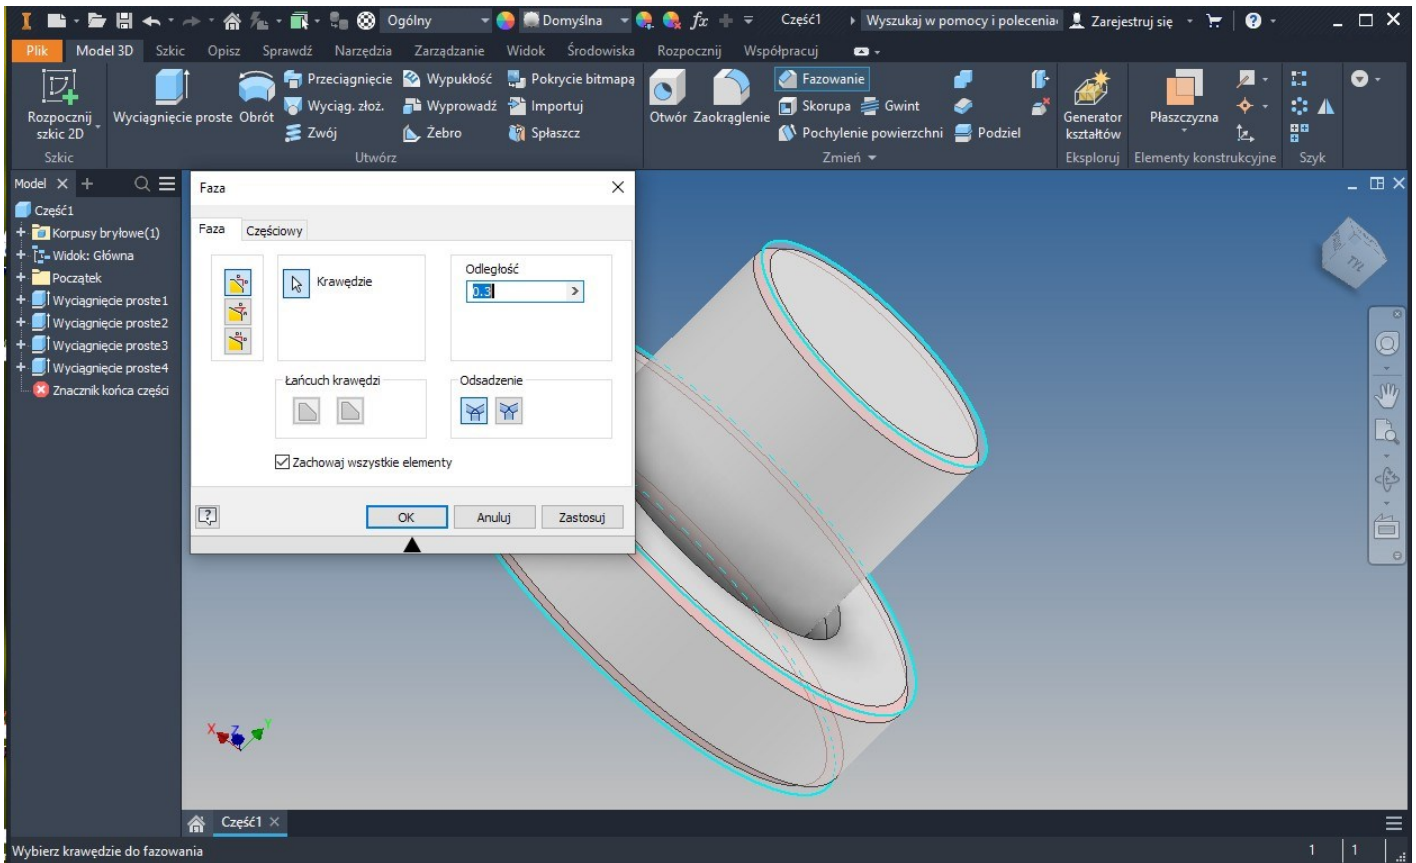 Ogólny Domyślna fx Część1 Wyszukaj w pomocy i polecenia Zarejestruj się ?
Plik Model 3D Szkic Opisz Sprawdź Narzędzia Zarządzanie Widok Środowiska Rozpocznij Współpracuj
Rozpocznij
szkic 2D
Wyciągnięcie proste
Obrót
Przeciągnięcie
Wyciąg. złoż.
Zwój
Wypukłość
Wyprowadź
Żebro
Pokrycie bitmapą
Importuj
Spłaszcz
Otwór
Zaokrąglenie
Fazowanie
Skorupa
Gwint
Pochylenie powierzchni
Podziel
Generator
kształtów
Płaszczyzna
Szkic
Utwórz
Zmień
Eksploruj
Elementy konstrukcyjne
Szyk
Model
Część1
Korpusy bryłowe(1)
Widok: Główna
Początek
Wyciągnięcie proste1
Wyciągnięcie proste2
Wyciągnięcie proste3
Wyciągnięcie proste4
Znacznik końca części
Faza
Faza
Częściowy
Krawędzie
Odległość
0.3
Łańcuch krawędzi
Odsadzenie
Zachowaj wszystkie elementy
?
OK
Anuluj
Zastosuj
TYŁ
X
Z
Y
Część1
Wybierz krawędzie do fazowania
1 1